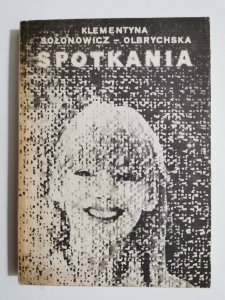 KLEMENTYNA
SOŁONOWICZ - OLBRYCHSKA
SPOTKANIA